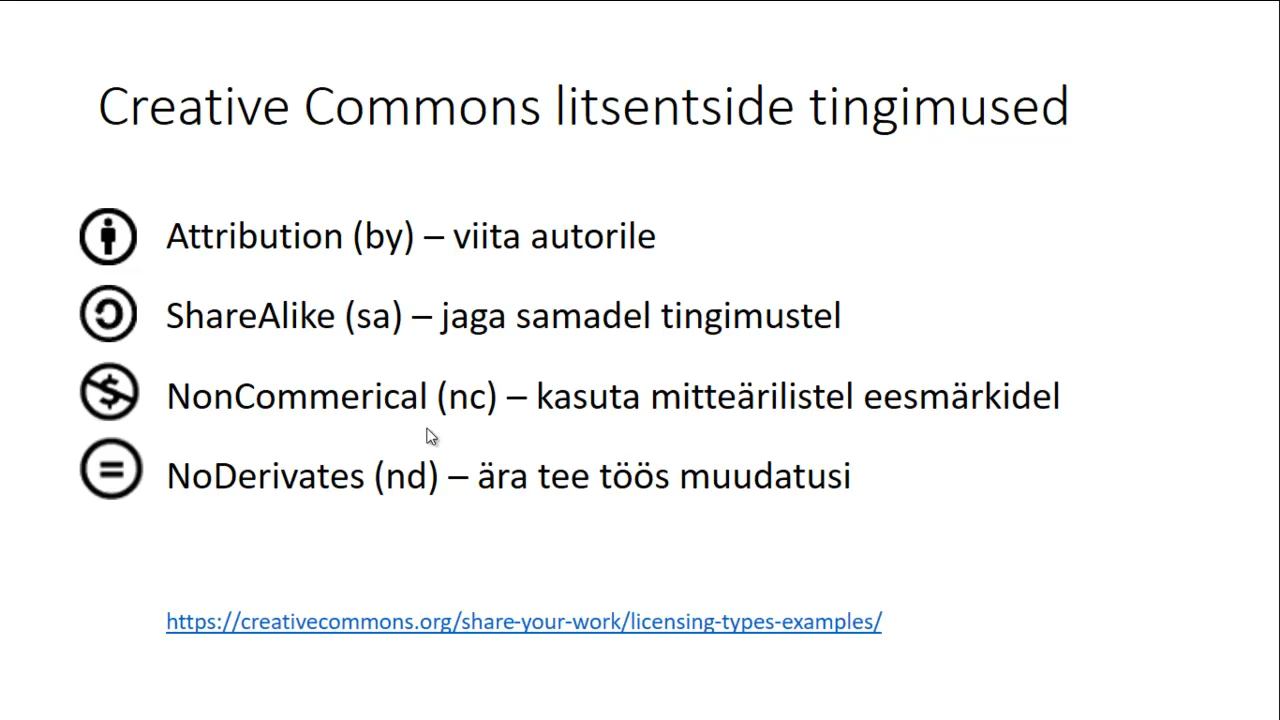 Creative Commons litsentside tingimused
Attribution (by) – viita autorile
ShareAlike (sa) – jaga samadel tingimustel
NonCommerical (nc) – kasuta mitteärilistel eesmärkidel
NoDerivates (nd) – ära tee töös muudatusi
https://creativecommons.org/share-your-work/licensing-types-examples/